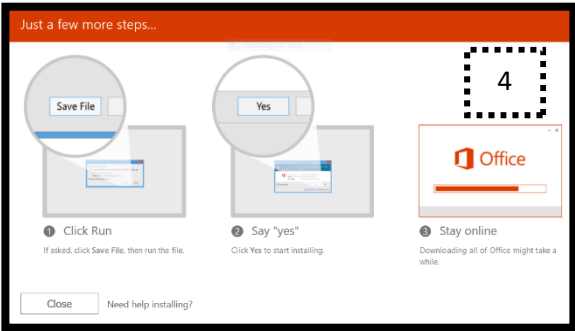 Just a few more steps...
4
Save File
Yes
Office
1 Click Run
If asked, click Save File, then run the file.
2 Say "yes"
Click Yes to start installing.
3 Stay online
Downloading all of Office might take a
while.
Close
Need help installing?